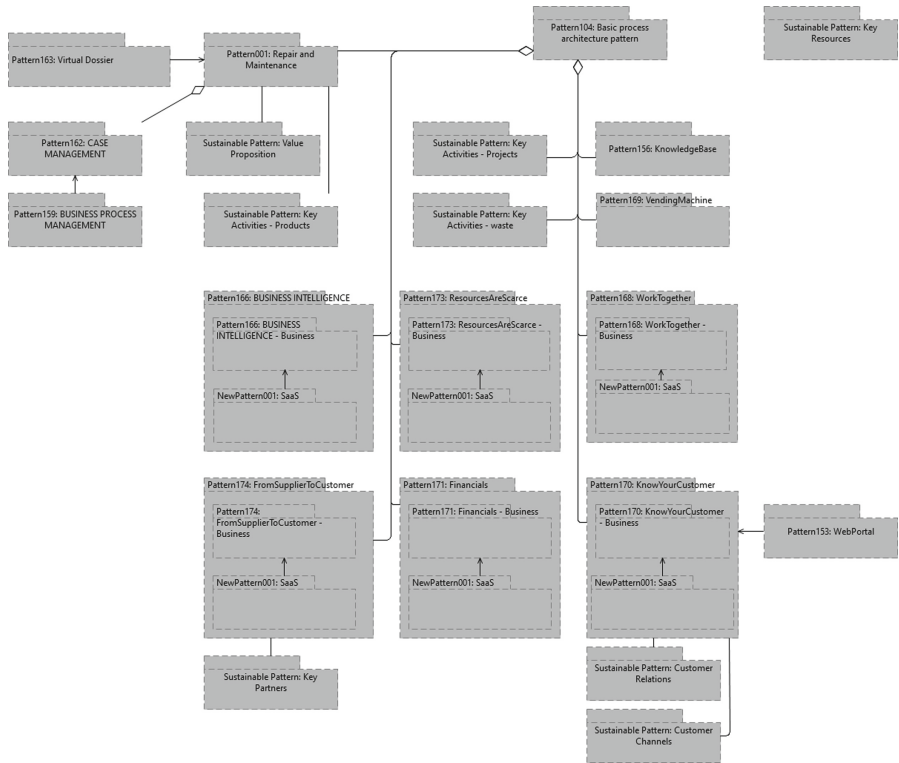 Pattern104: Basic process
architecture pattern
Sustainable Pattern: Key
Resources
Pattern163: Virtual Dossier
Pattern001: Repair and
Maintenance
Pattern162: CASE
MANAGEMENT
Sustainable Pattern: Value
Proposition
Sustainable Pattern: Key
Activities - Projects
Pattern156: KnowledgeBase
Pattern159: BUSINESS PROCESS
MANAGEMENT
Sustainable Pattern: Key
Activities - Products
Sustainable Pattern: Key
Activities - waste
Pattern169: VendingMachine
Pattern166: BUSINESS INTELLIGENCE
Pattern166: BUSINESS
INTELLIGENCE - Business
NewPattern001: SaaS
Pattern173: ResourcesAreScarce
Pattern173: ResourcesAreScarce -
Business
NewPattern001: SaaS
Pattern168: WorkTogether
Pattern168: WorkTogether -
Business
NewPattern001: SaaS
Pattern174: FromSupplierToCustomer
Pattern174:
FromSupplierToCustomer -
Business
NewPattern001: SaaS
Pattern171: Financials
Pattern171: Financials - Business
NewPattern001: SaaS
Pattern170: KnowYourCustomer
Pattern170: KnowYourCustomer
- Business
NewPattern001: SaaS
Pattern153: WebPortal
Sustainable Pattern: Key
Partners
Sustainable Pattern: Customer
Relations
Sustainable Pattern: Customer
Channels